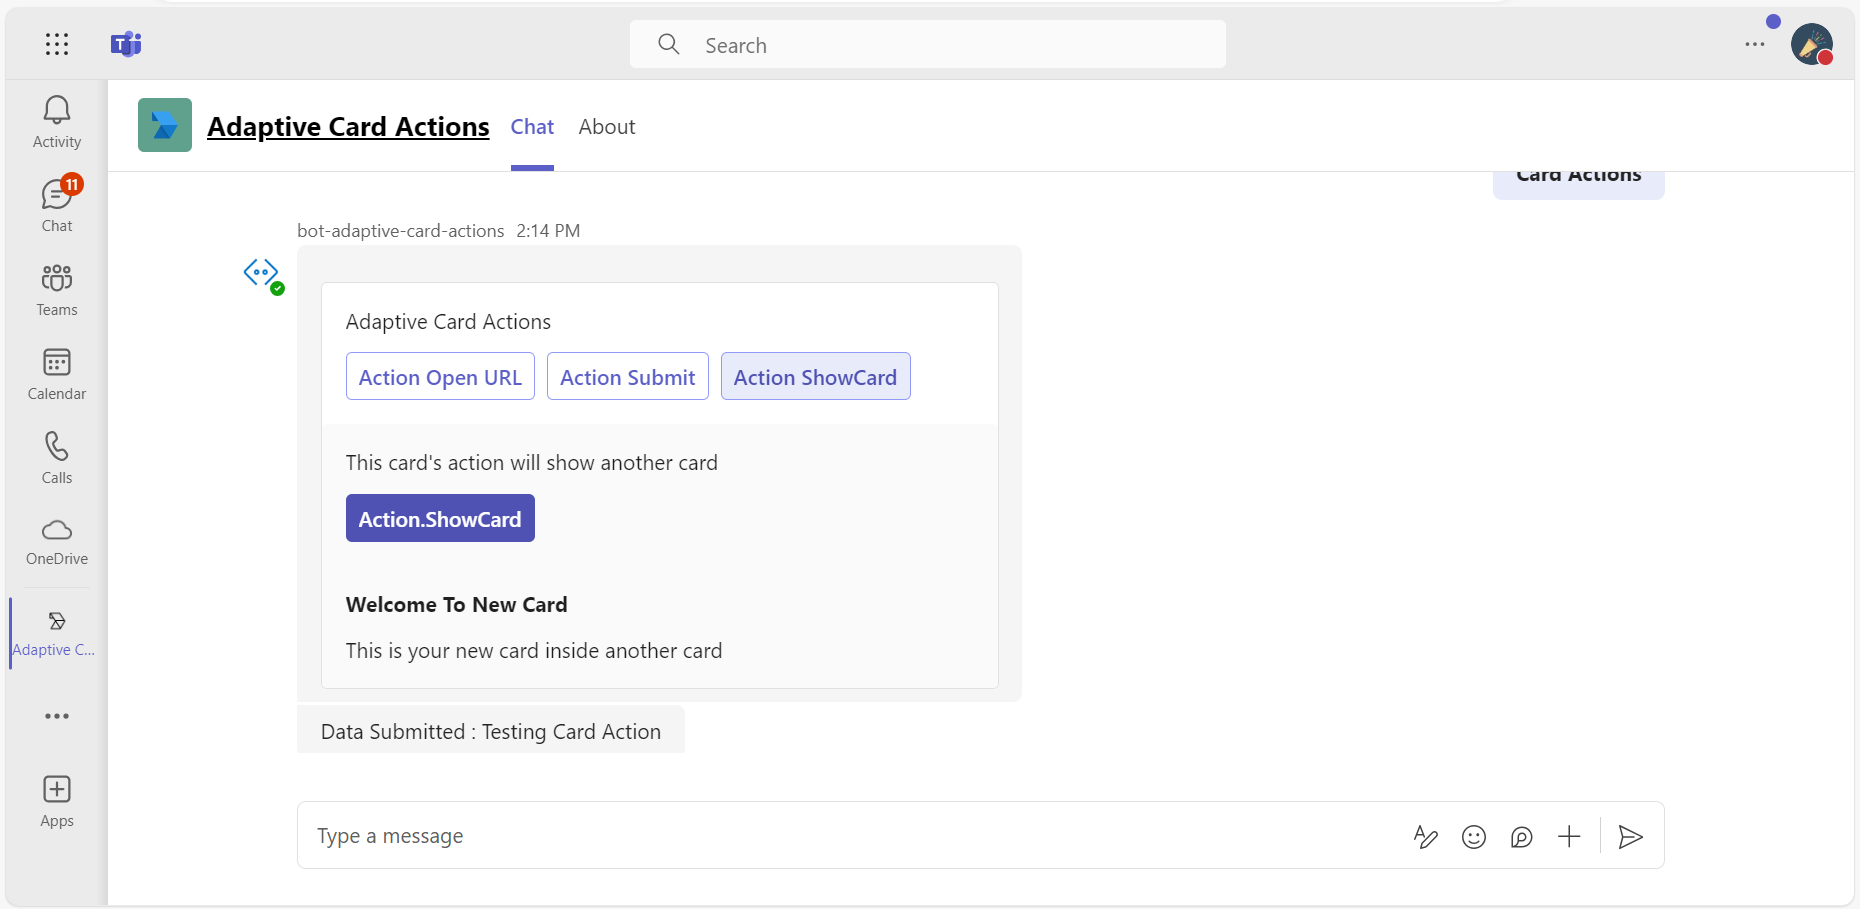 Search
Activity
11
Chat
Teams
Calendar
Calls
OneDrive
Adaptive C...
Apps
Adaptive Card Actions
Chat
About
Card Actions
bot-adaptive-card-actions 2:14 PM
Adaptive Card Actions
Action Open URL
Action Submit
Action ShowCard
This card's action will show another card
Action.ShowCard
Welcome To New Card
This is your new card inside another card
Data Submitted : Testing Card Action
Type a message